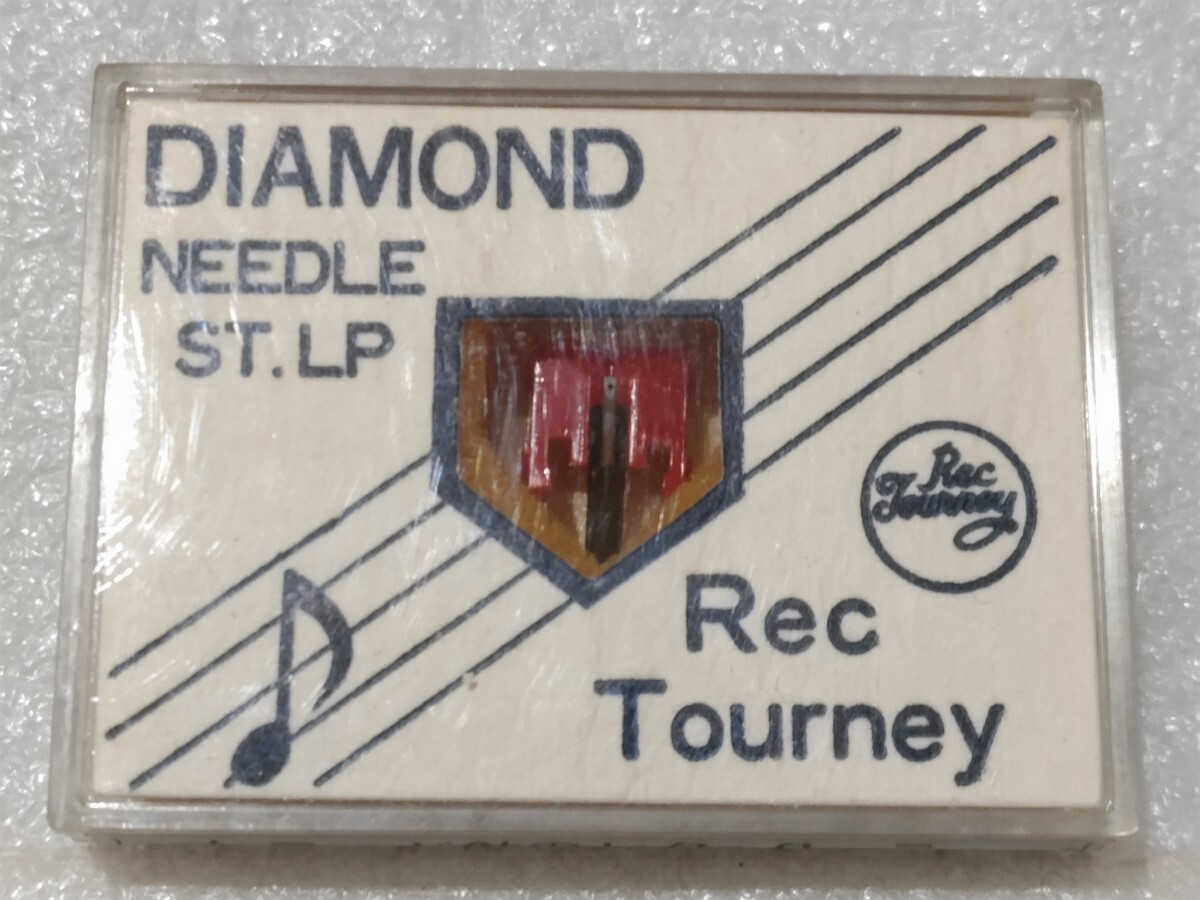 DIAMOND
NEEDLE
ST. LP
Rec
Tourney
Rec
Tourney